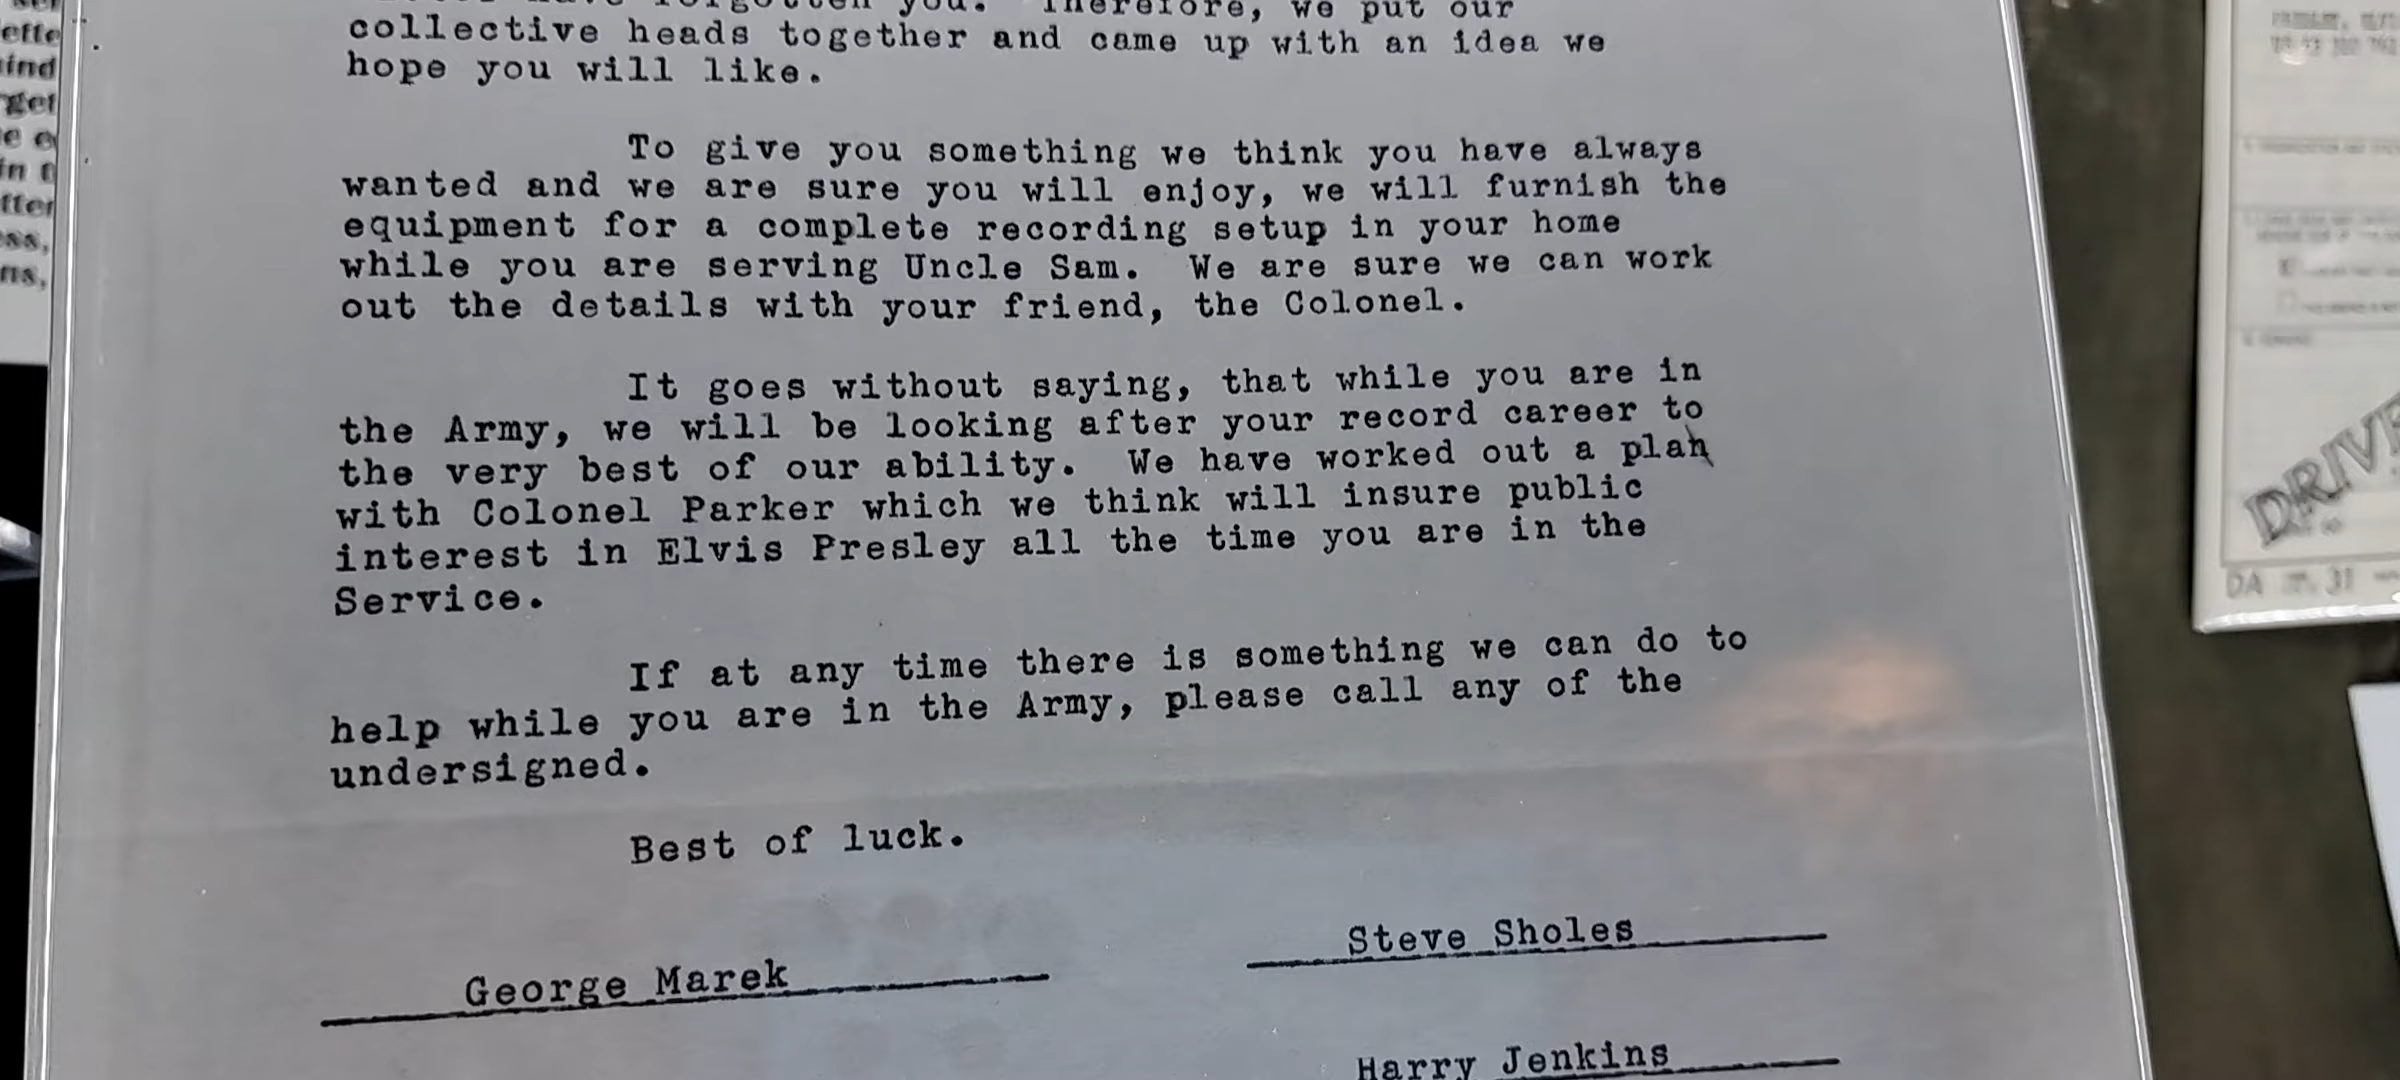 you. Therefore, we put our
collective heads together and came up with an idea we
hope you will like.
To give you something we think you have always
wanted and we are sure you will enjoy, we will furnish the
equipment for a complete recording setup in your home
while you are serving Uncle Sam. We are sure we can work
out the details with your friend, the Colonel.
It goes without saying, that while you are in
the Army, we will be looking after your record career to
the very best of our ability. We have worked out a plan
with Colonel Parker which we think will insure public
interest in Elvis Presley all the time you are in the
Service.
If at any time there is something we can do to
help while you are in the Army, please call any of the
undersigned.
Best of luck.
Steve Sholes
George Marek
Harry Jenkins
DA 31